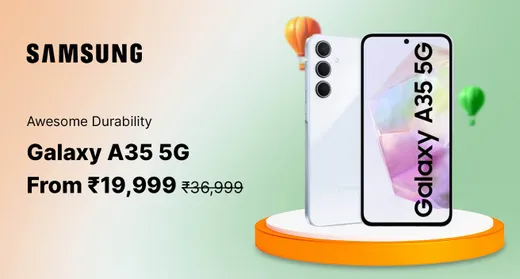 SAMSUNG
Awesome Durability
Galaxy A35 5G
From ₹19,999 ₹36,999
Galaxy A35 5G